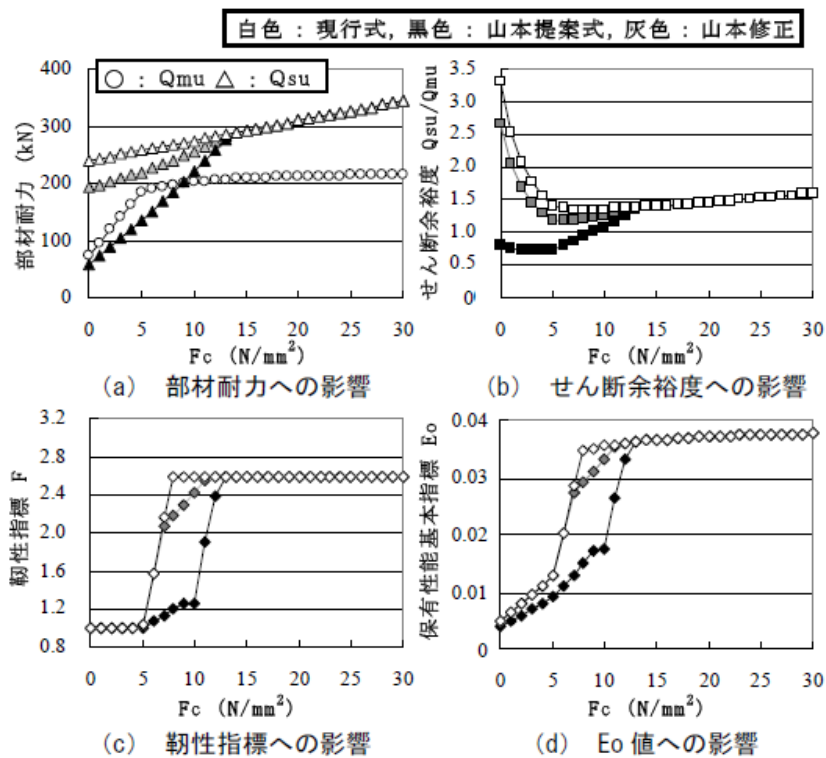 白色 : 現行式, 黒色 : 山本提案式, 灰色 : 山本修正
○ : Qmu △ : Qsu
部材耐力 (kN)
400
300
200
100
0
0 5 10 15 20 25 30
Fc (N/mm²)
(a) 部材耐力への影響
せん断余裕度 Qsu/Qmu
3.5
3.0
2.5
2.0
1.5
1.0
0.5
0.0
0 5 10 15 20 25 30
Fc (N/mm²)
(b) せん断余裕度への影響
靭性指標 F
3.2
2.8
2.4
2.0
1.6
1.2
0.8
0 5 10 15 20 25 30
Fc (N/mm²)
(c) 靭性指標への影響
保有性能基本指標 Eo
0.04
0.03
0.02
0.01
0
0 5 10 15 20 25 30
Fc (N/mm²)
(d) Eo 値への影響